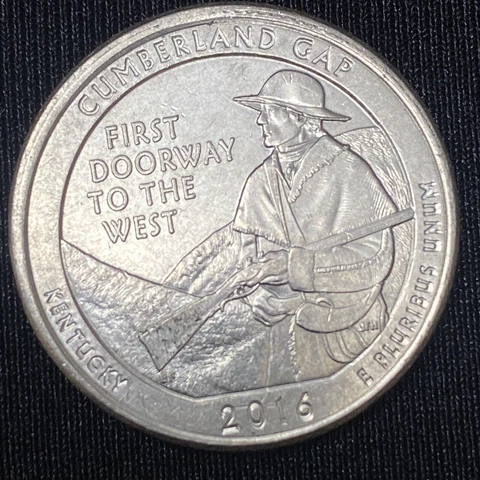 CUMBERLAND GAP
FIRST
DOORWAY
TO THE
WEST
KENTUCKY
2016
E PLURIBUS UNUM